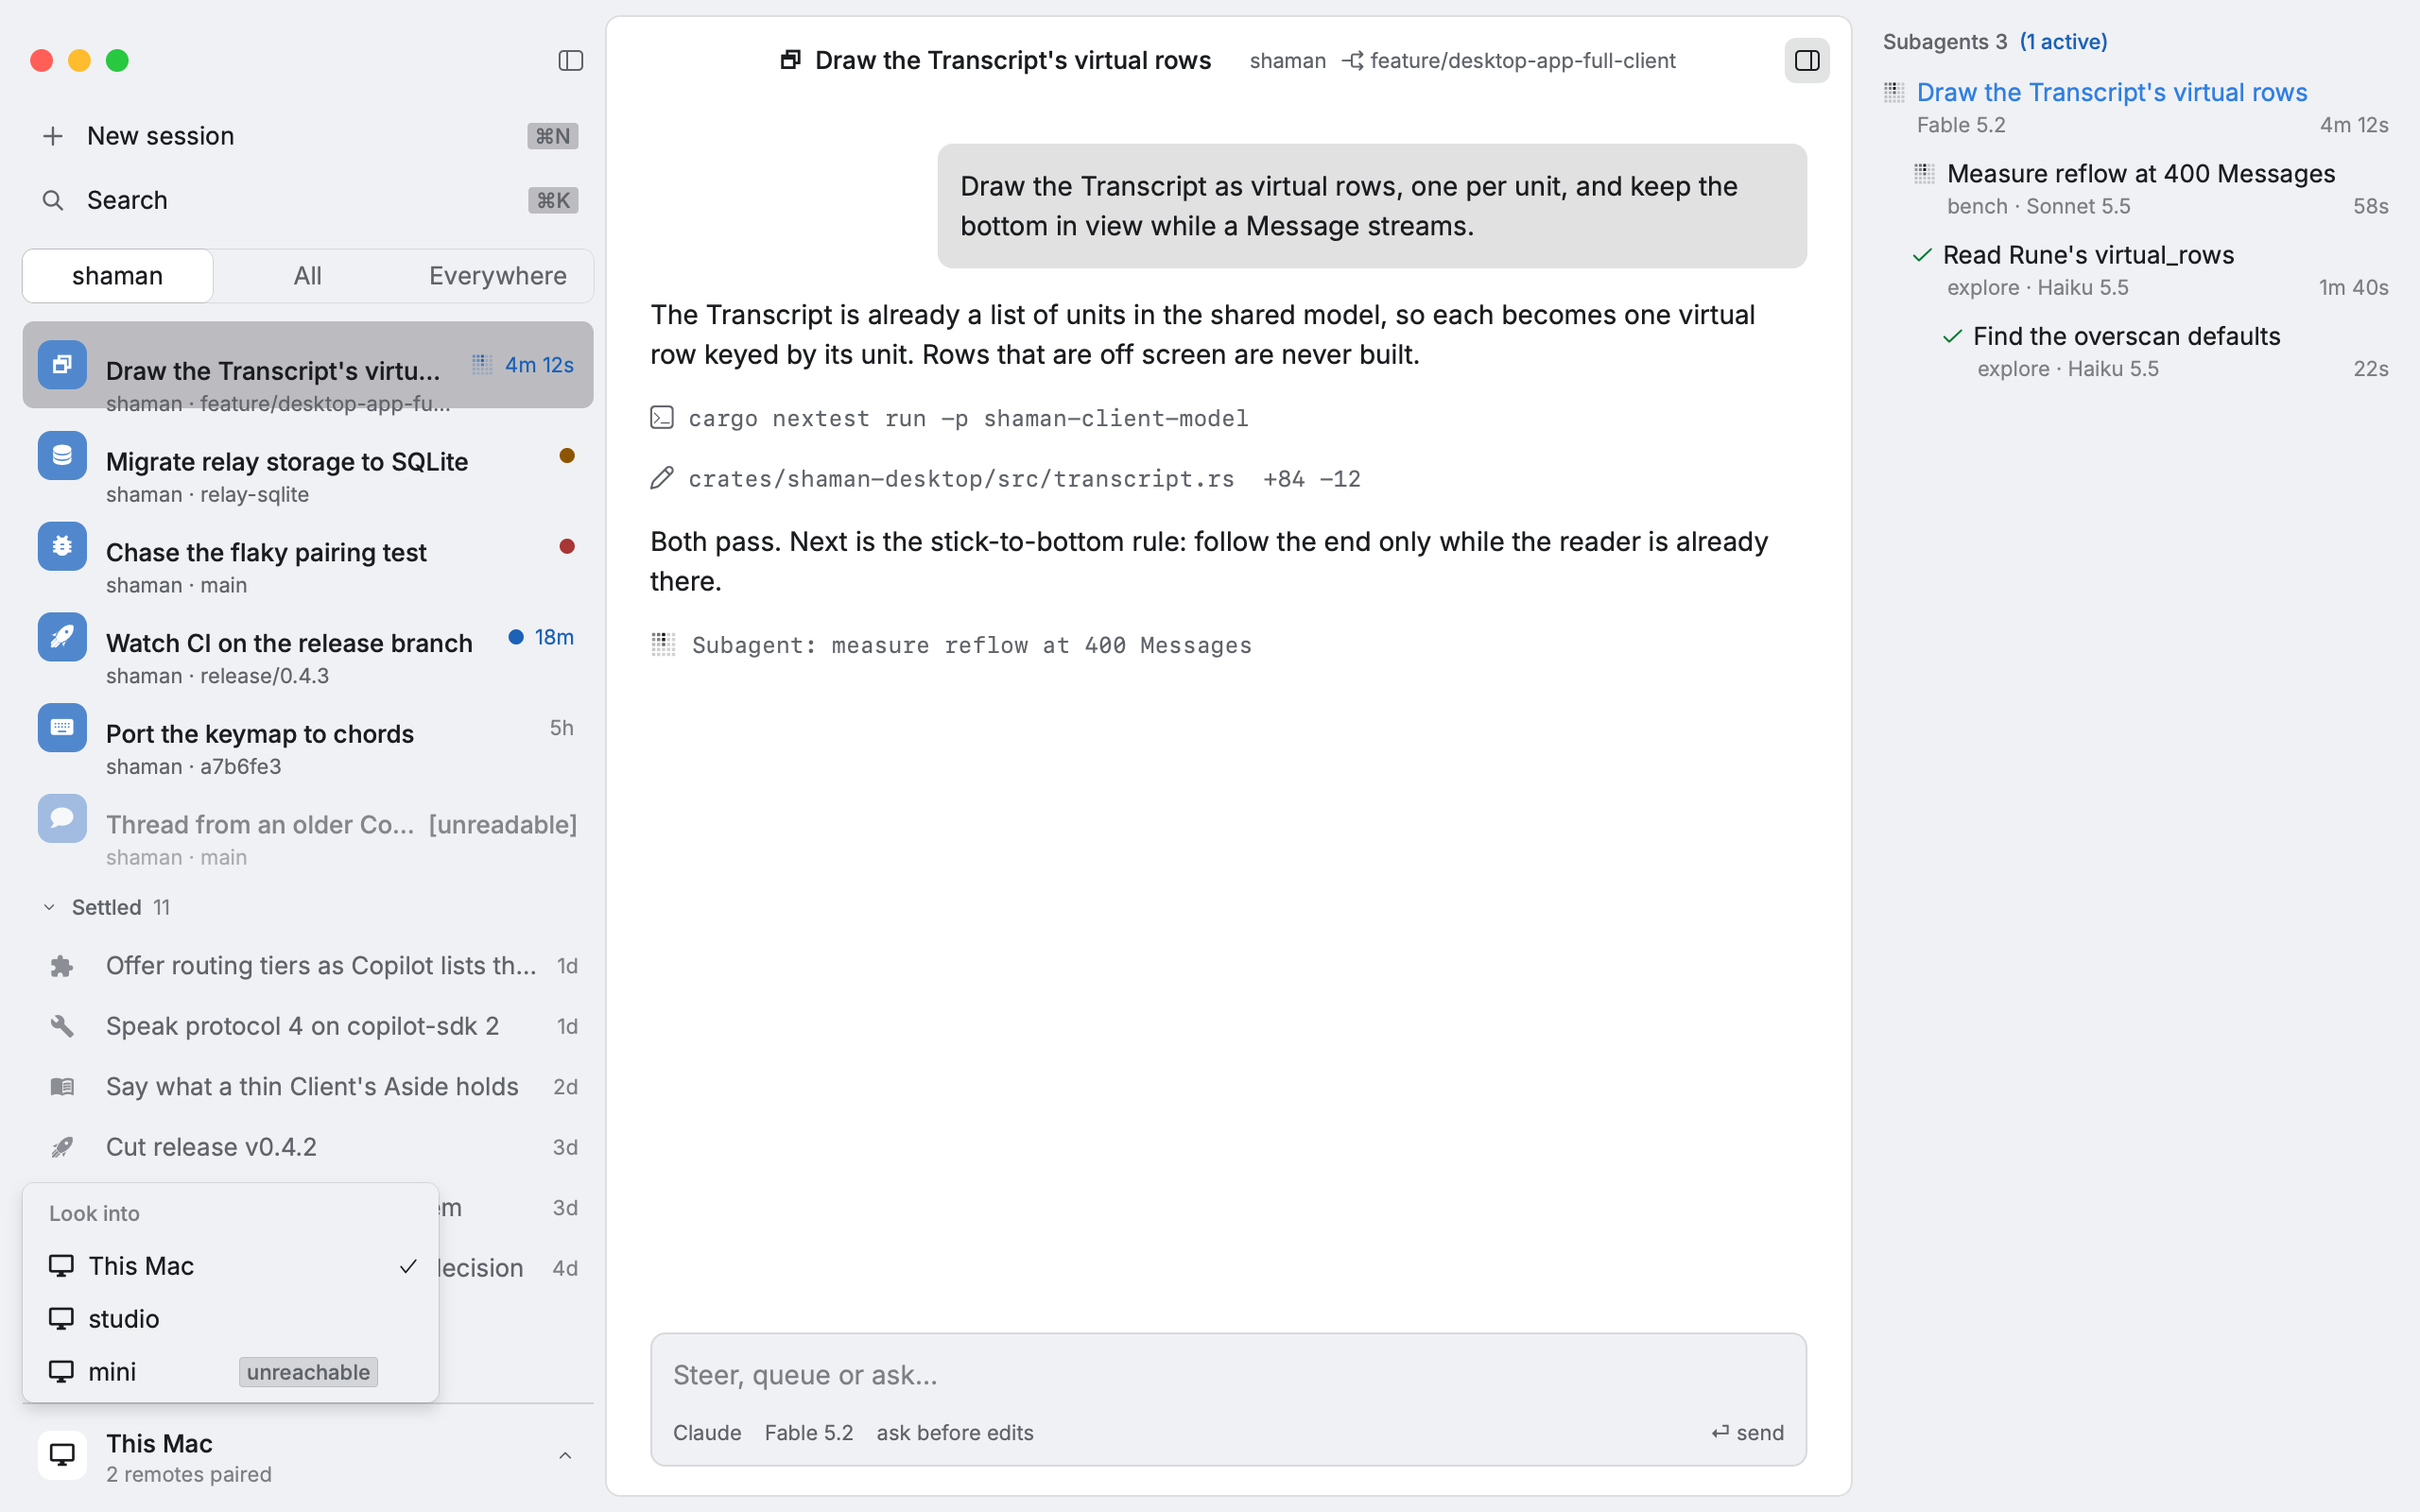 New session ⌘N
Search ⌘K
shaman All Everywhere
Draw the Transcript's virtu... 4m 12s
shaman · feature/desktop-app-fu...
Migrate relay storage to SQLite
shaman · relay-sqlite
Chase the flaky pairing test
shaman · main
Watch CI on the release branch 18m
shaman · release/0.4.3
Port the keymap to chords 5h
shaman · a7b6fe3
Thread from an older Co... [unreadable]
shaman · main
Settled 11
Offer routing tiers as Copilot lists th... 1d
Speak protocol 4 on copilot-sdk 2 1d
Say what a thin Client's Aside holds 2d
Cut release v0.4.2 3d
3d
4d
Look into
This Mac
studio
mini unreachable
This Mac
2 remotes paired
Draw the Transcript's virtual rows shaman feature/desktop-app-full-client
Draw the Transcript as virtual rows, one per unit, and keep the
bottom in view while a Message streams.
The Transcript is already a list of units in the shared model, so each becomes one virtual
row keyed by its unit. Rows that are off screen are never built.
cargo nextest run -p shaman-client-model
crates/shaman-desktop/src/transcript.rs +84 -12
Both pass. Next is the stick-to-bottom rule: follow the end only while the reader is already
there.
Subagent: measure reflow at 400 Messages
Steer, queue or ask...
Claude Fable 5.2 ask before edits send
Subagents 3 (1 active)
Draw the Transcript's virtual rows
Fable 5.2 4m 12s
Measure reflow at 400 Messages
bench · Sonnet 5.5 58s
Read Rune's virtual_rows
explore · Haiku 5.5 1m 40s
Find the overscan defaults
explore · Haiku 5.5 22s